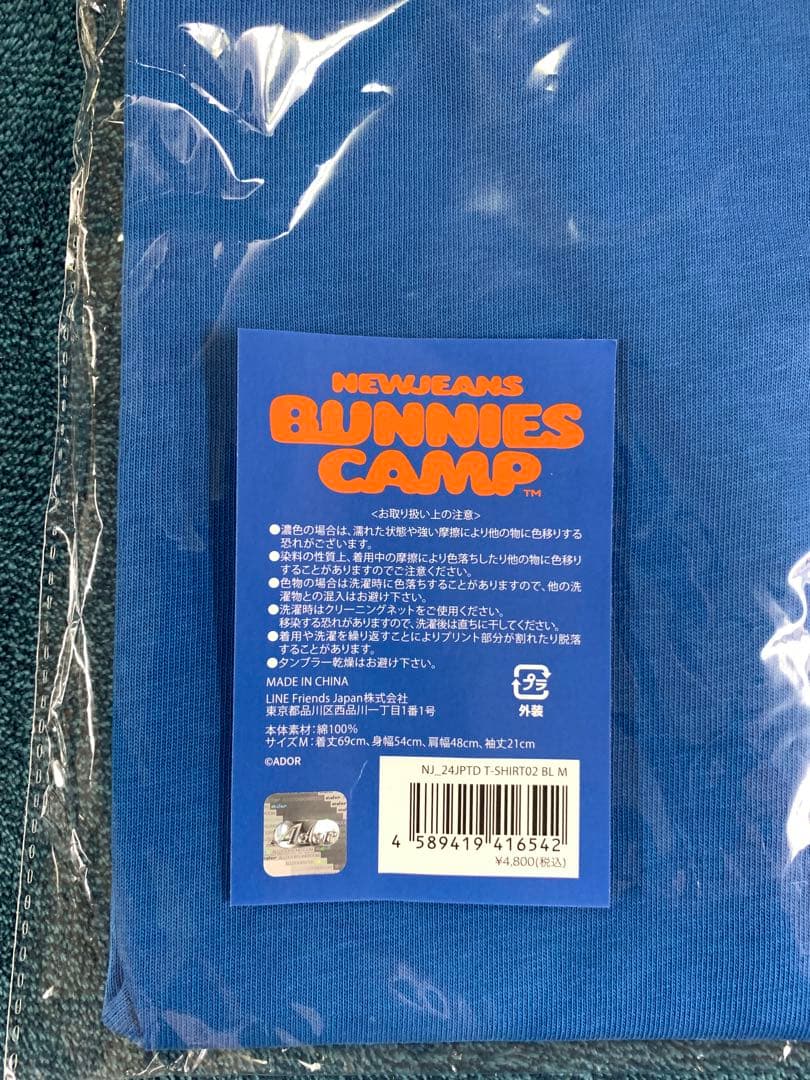 NEWJEANS
BUNNIES
CAMP™
<お取り扱い上の注意>
●濃色の場合は、濡れた状態や強い摩擦により他の物に色移りする
恐れがございます。
●染料の性質上、着用中の摩擦により色落ちしたり他の物に色移り
することがありますのでご注意ください。
●色物の場合は洗濯時に色落ちすることがありますので、他の洗
濯物との混入はお避け下さい。
●洗濯時はクリーニングネットをご使用ください。
移染する恐れがありますので、洗濯後は直ちに干してください。
●着用や洗濯を繰り返すことによりプリント部分が割れたり脱落
することがあります。
●タンブラー乾燥はお避け下さい。
MADE IN CHINA
LINE Friends Japan株式会社
東京都品川区西品川一丁目1番1号
プラ
外装
本体素材:綿100%
サイズM:着丈69cm、身幅54cm、肩幅48cm、袖丈21cm
©ADOR
NJ_24JPTD T-SHIRT02 BL M
4 589419 416542
¥4,800(税込)
Ador